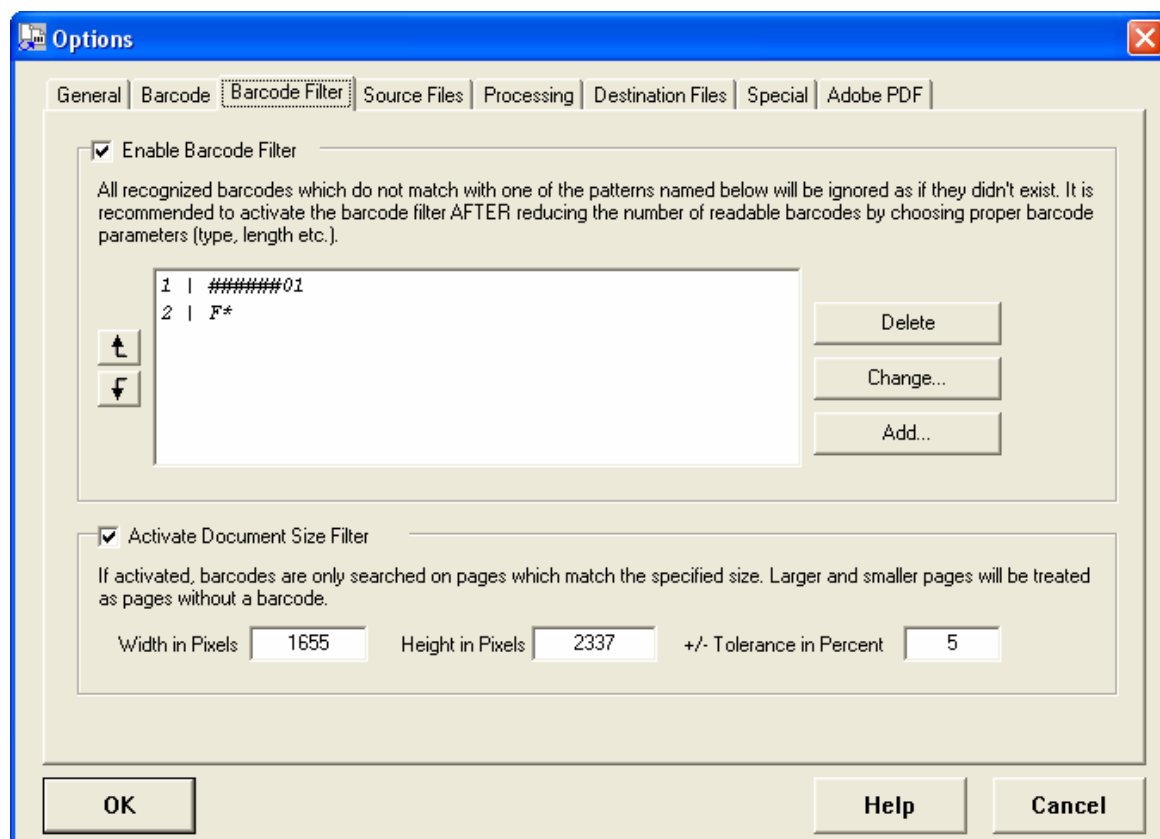 Options
General Barcode Barcode Filter Source Files Processing Destination Files Special Adobe PDF
Enable Barcode Filter
All recognized barcodes which do not match with one of the patterns named below will be ignored as if they didn't exist. It is
recommended to activate the barcode filter AFTER reducing the number of readable barcodes by choosing proper barcode
parameters (type, length etc.).
1 | ######01
2 | F*
Delete
Change...
Add...
Activate Document Size Filter
If activated, barcodes are only searched on pages which match the specified size. Larger and smaller pages will be treated
as pages without a barcode.
Width in Pixels 1655 Height in Pixels 2337 +/- Tolerance in Percent 5
OK Help Cancel